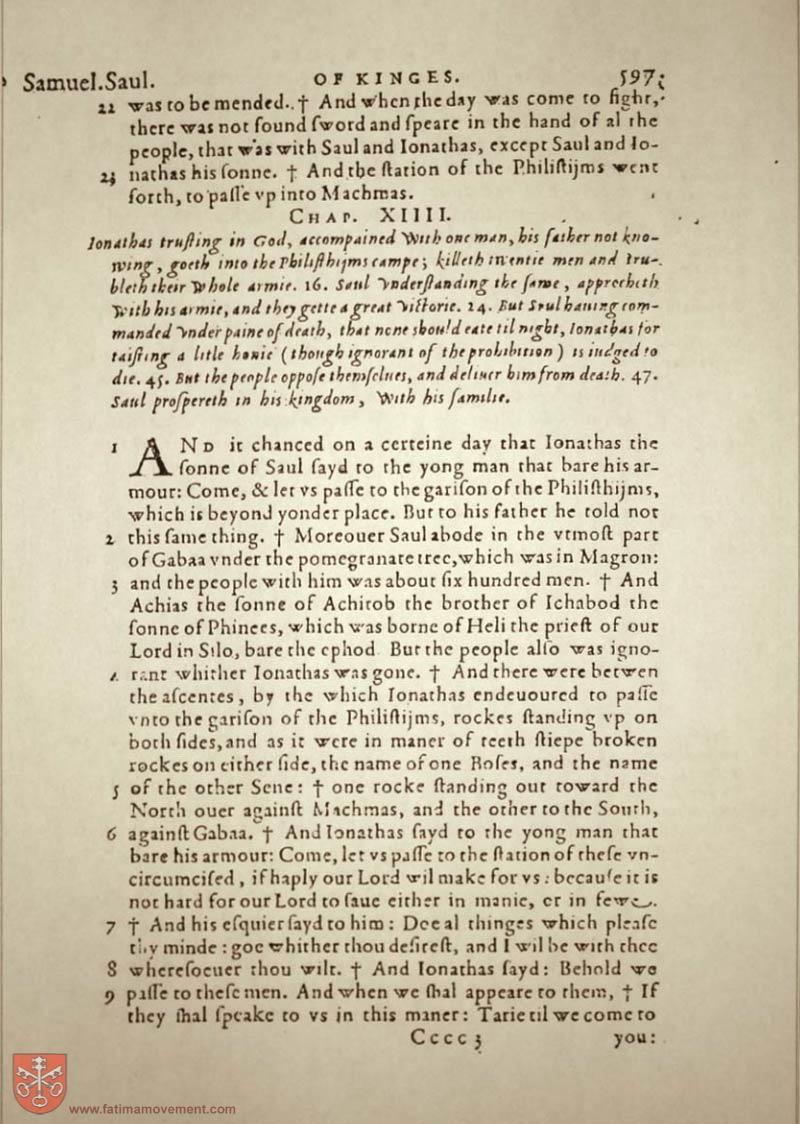 Samuel.Saul. OF KINGES. 597
22 was to be mended. † And when the day was come to fight,
there was not found ſword and ſpeare in the hand of al the
people, that was with Saul and Ionathas, except Saul and Io-
23 nathas his ſonne. † And the ſtation of the Philiſtijms went
forth, to paſſe vp into Machmas.
CHAP. XIIII.
Ionathas truſting in God, accompained with one man, his father not kno-
wing, goeth into the Philiſthijms campe; killeth twentie men and tru-
bleth their whole armie. 16. Saul vnderſtanding the ſame, approcheth
with his armie, and they gette a great victorie. 24. But Saul hauing com-
manded vnder paine of death, that none should eate til night, Ionathas for
taiſting a litle honie (though ignorant of the prohibition) is iudged to
die. 45. But the people oppoſe themſelues, and deliuer him from death. 47.
Saul proſpereth in his kingdom, with his familie.
1 AND it chanced on a certeine day that Ionathas the
ſonne of Saul ſayd to the yong man that bare his ar-
mour: Come, & let vs paſſe to the gariſon of the Philiſthijms,
which is beyond yonder place. But to his father he told not
2 this ſame thing. † Moreouer Saul abode in the vtmoſt part
of Gabaa vnder the pomegranate tree, which was in Magron:
3 and the people with him was about ſix hundred men. † And
Achias the ſonne of Achitob the brother of Ichabod the
ſonne of Phinees, which was borne of Heli the prieſt of our
Lord in Silo, bare the ephod But the people alſo was igno-
4 rant whither Ionathas was gone. † And there were betwen
the aſcentes, by the which Ionathas endeuoured to paſſe
vnto the gariſon of the Philiſtijms, rockes ſtanding vp on
both ſides, and as it were in maner of teeth ſtiepe broken
rockes on either ſide, the name of one Boſes, and the name
5 of the other Sene: † one rocke ſtanding out toward the
North ouer againſt Machmas, and the other to the South,
6 againſt Gabaa. † And Ionathas ſayd to the yong man that
bare his armour: Come, let vs paſſe to the ſtation of theſe vn-
circumciſed, if haply our Lord wil make for vs: becauſe it is
not hard for our Lord to ſaue either in manie, or in fewe.
7 † And his eſquier ſayd to him: Doe al thinges which pleaſe
thy minde: goe whither thou deſireſt, and I wil be with thee
8 whereſoeuer thou wilt. † And Ionathas ſayd: Behold we
9 paſſe to theſe men. And when we ſhal appeare to them, † If
they ſhal ſpeake to vs in this maner: Tarie til we come to
Cccc 3 you:
www.fatimamovement.com